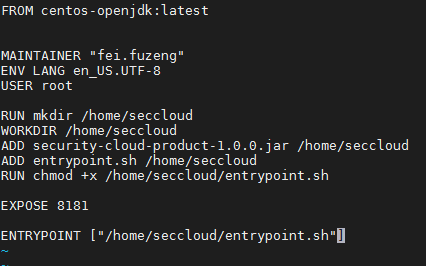 FROM centos-openjdk:latest
MAINTAINER "fei.fuzeng"
ENV LANG en_US.UTF-8
USER root
RUN mkdir /home/seccloud
WORKDIR /home/seccloud
ADD security-cloud-product-1.0.0.jar /home/seccloud
ADD entrypoint.sh /home/seccloud
RUN chmod +x /home/seccloud/entrypoint.sh
EXPOSE 8181
ENTRYPOINT ["/home/seccloud/entrypoint.sh"]
~
~